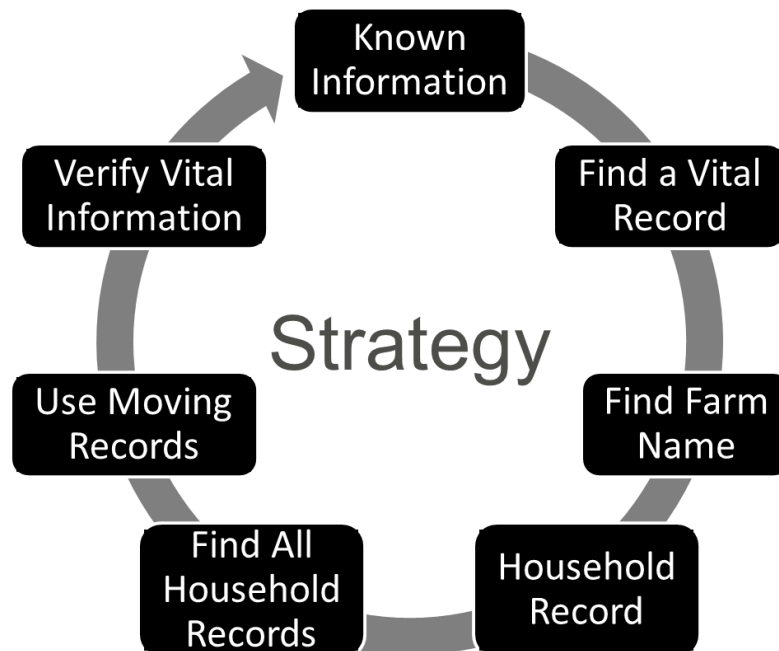 Known
Information
Find a Vital
Record
Find Farm
Name
Household
Record
Find All
Household
Records
Use Moving
Records
Verify Vital
Information
Strategy